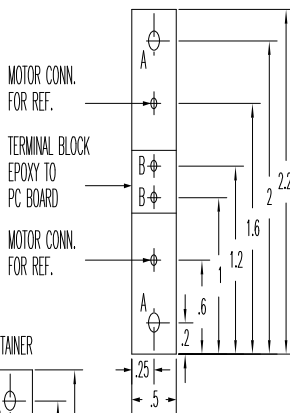 A
MOTOR CONN.
FOR REF.
TERMINAL BLOCK
EPOXY TO
PC BOARD
B
B
2.2
2
1.6
1.2
1
MOTOR CONN.
FOR REF.
.6
A
.2
TAINER
.25
.5